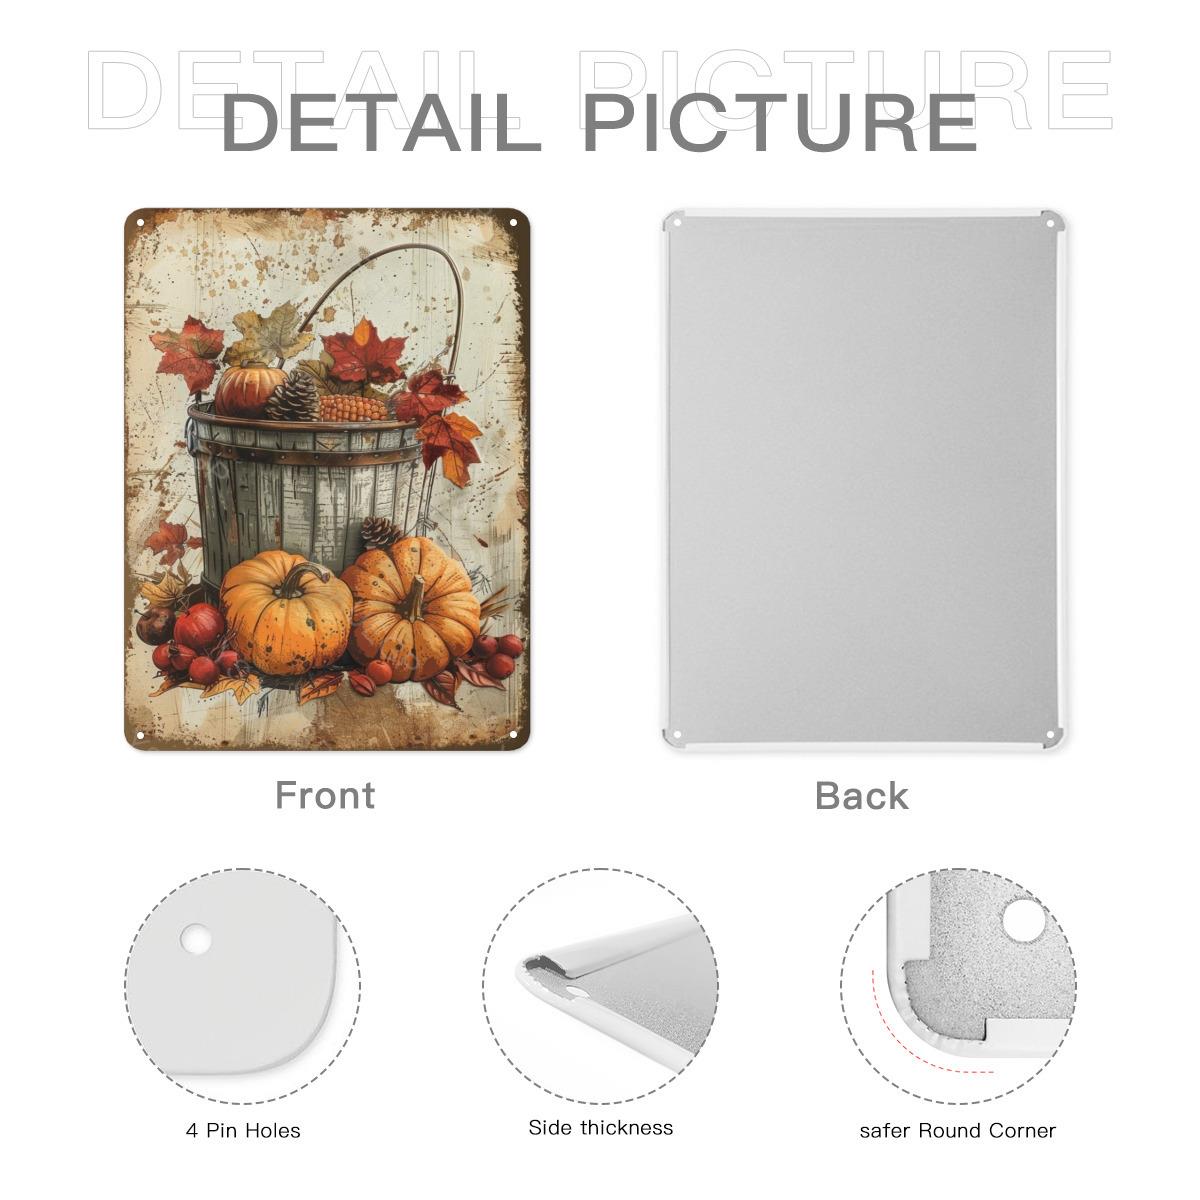 DETAIL PICTURE
DETAIL PICTURE
Front
Back
4 Pin Holes
Side thickness
safer Round Corner